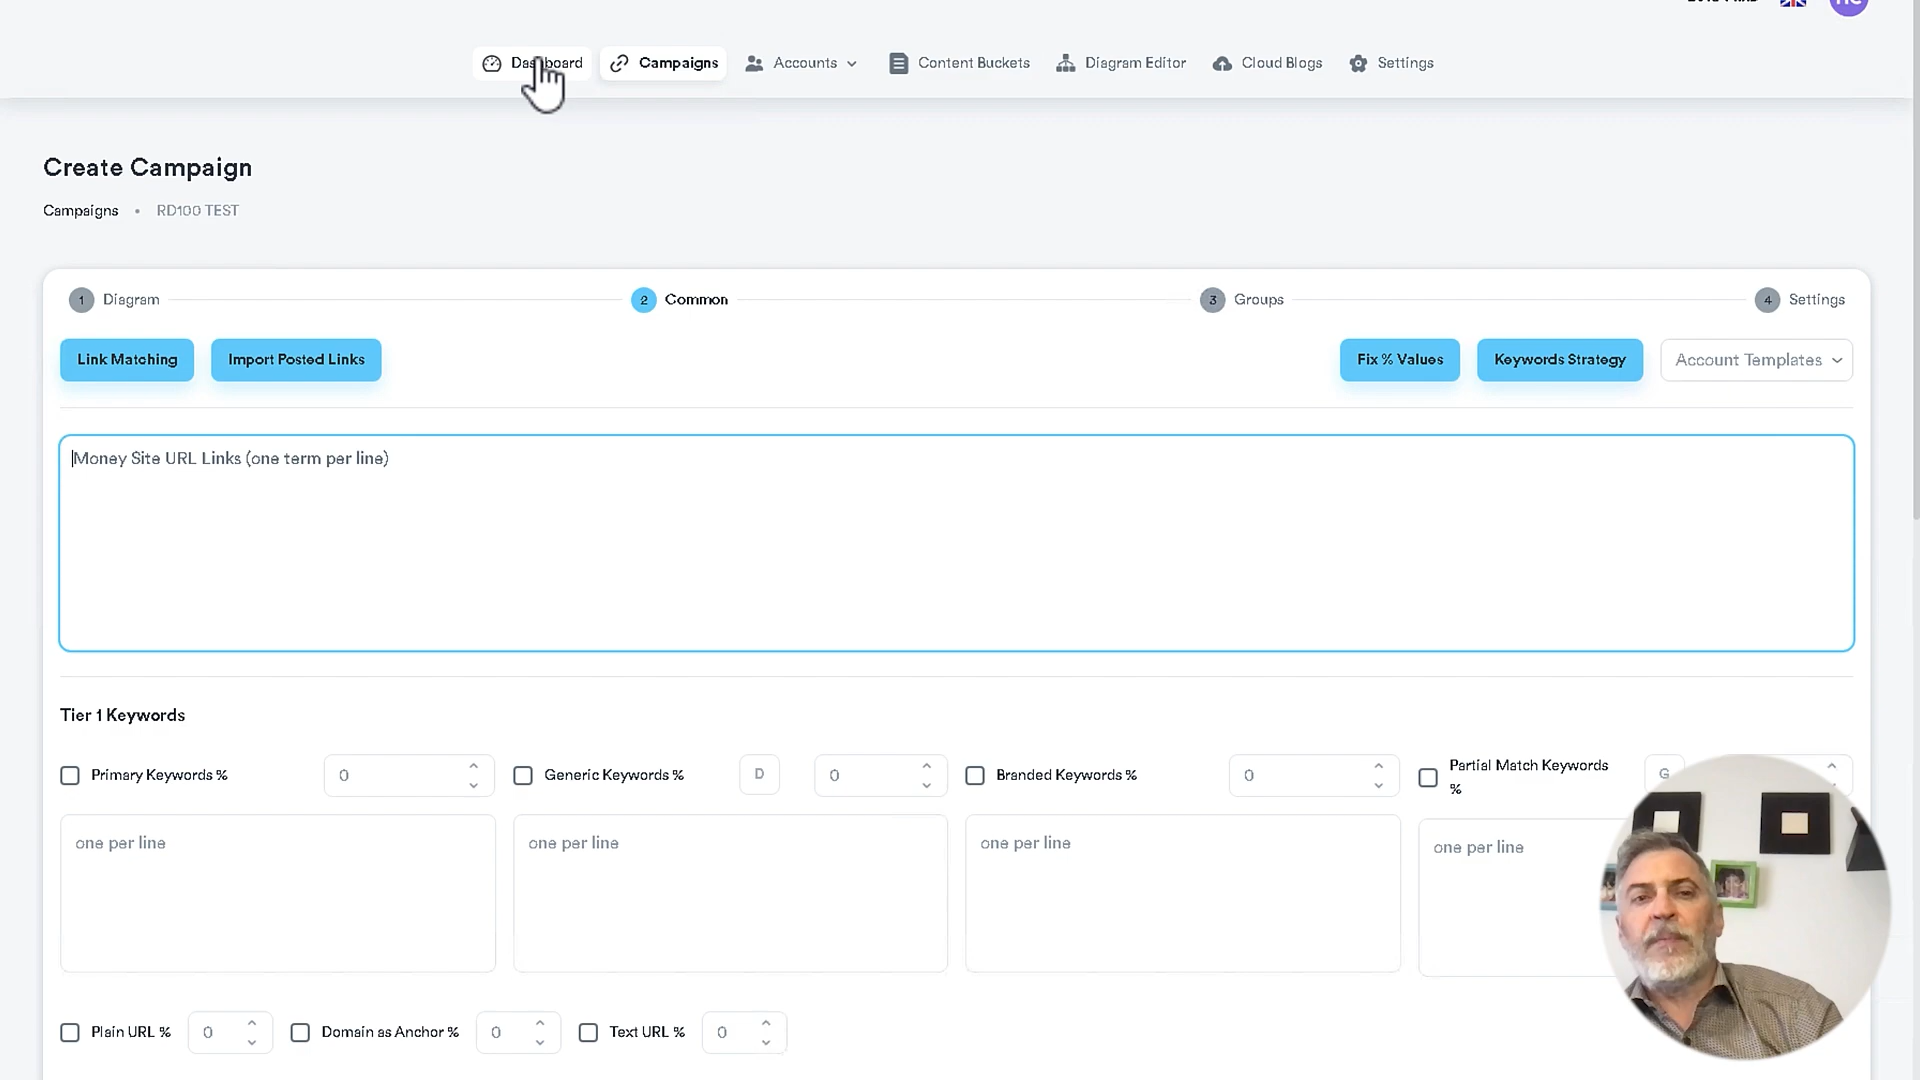 Dashboard
Campaigns
Accounts
Content Buckets
Diagram Editor
Cloud Blogs
Settings
Create Campaign
Campaigns • RD100 TEST
1 Diagram
2 Common
3 Groups
4 Settings
Link Matching
Import Posted Links
Fix % Values
Keywords Strategy
Account Templates
Money Site URL Links (one term per line)
Tier 1 Keywords
Primary Keywords %
0
Generic Keywords %
D
0
Branded Keywords %
0
Partial Match Keywords
%
G
one per line
one per line
one per line
one per line
Plain URL %
0
Domain as Anchor %
0
Text URL %
0